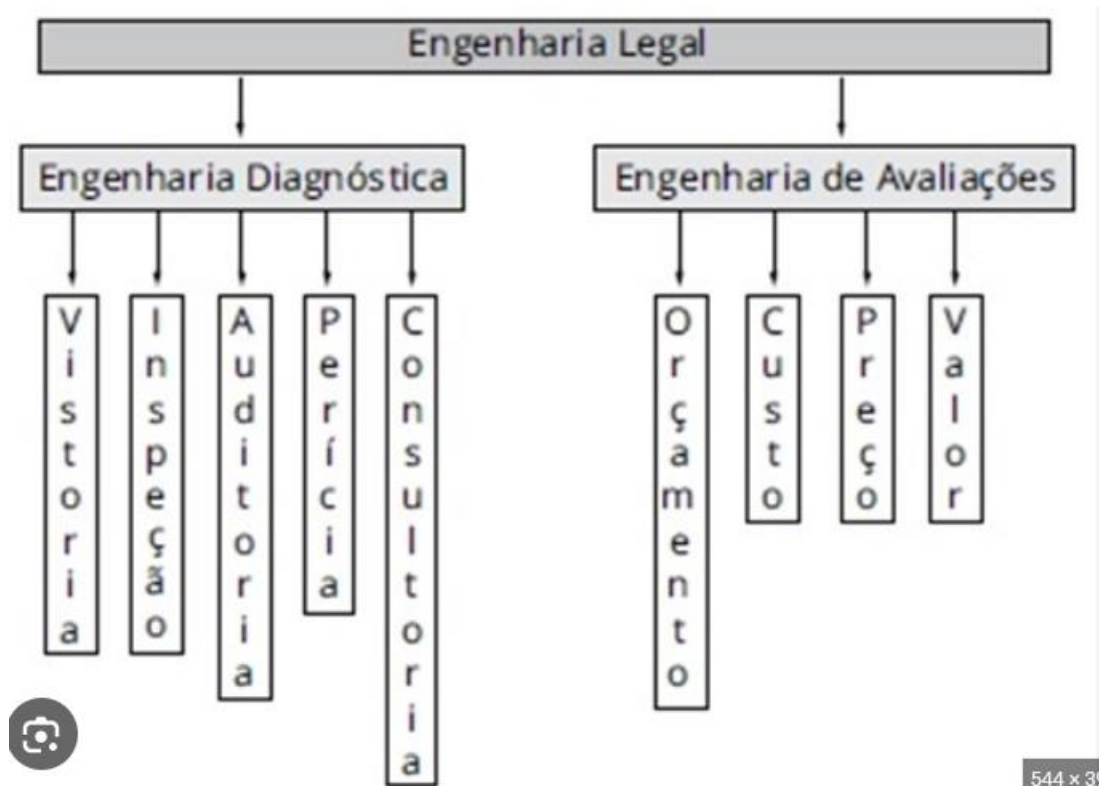 Engenharia Legal
Engenharia Diagnóstica
Engenharia de Avaliações
Vistoria
Inspeção
Auditoria
Perícia
Consultoria
Orçamento
Custo
Preço
Valor